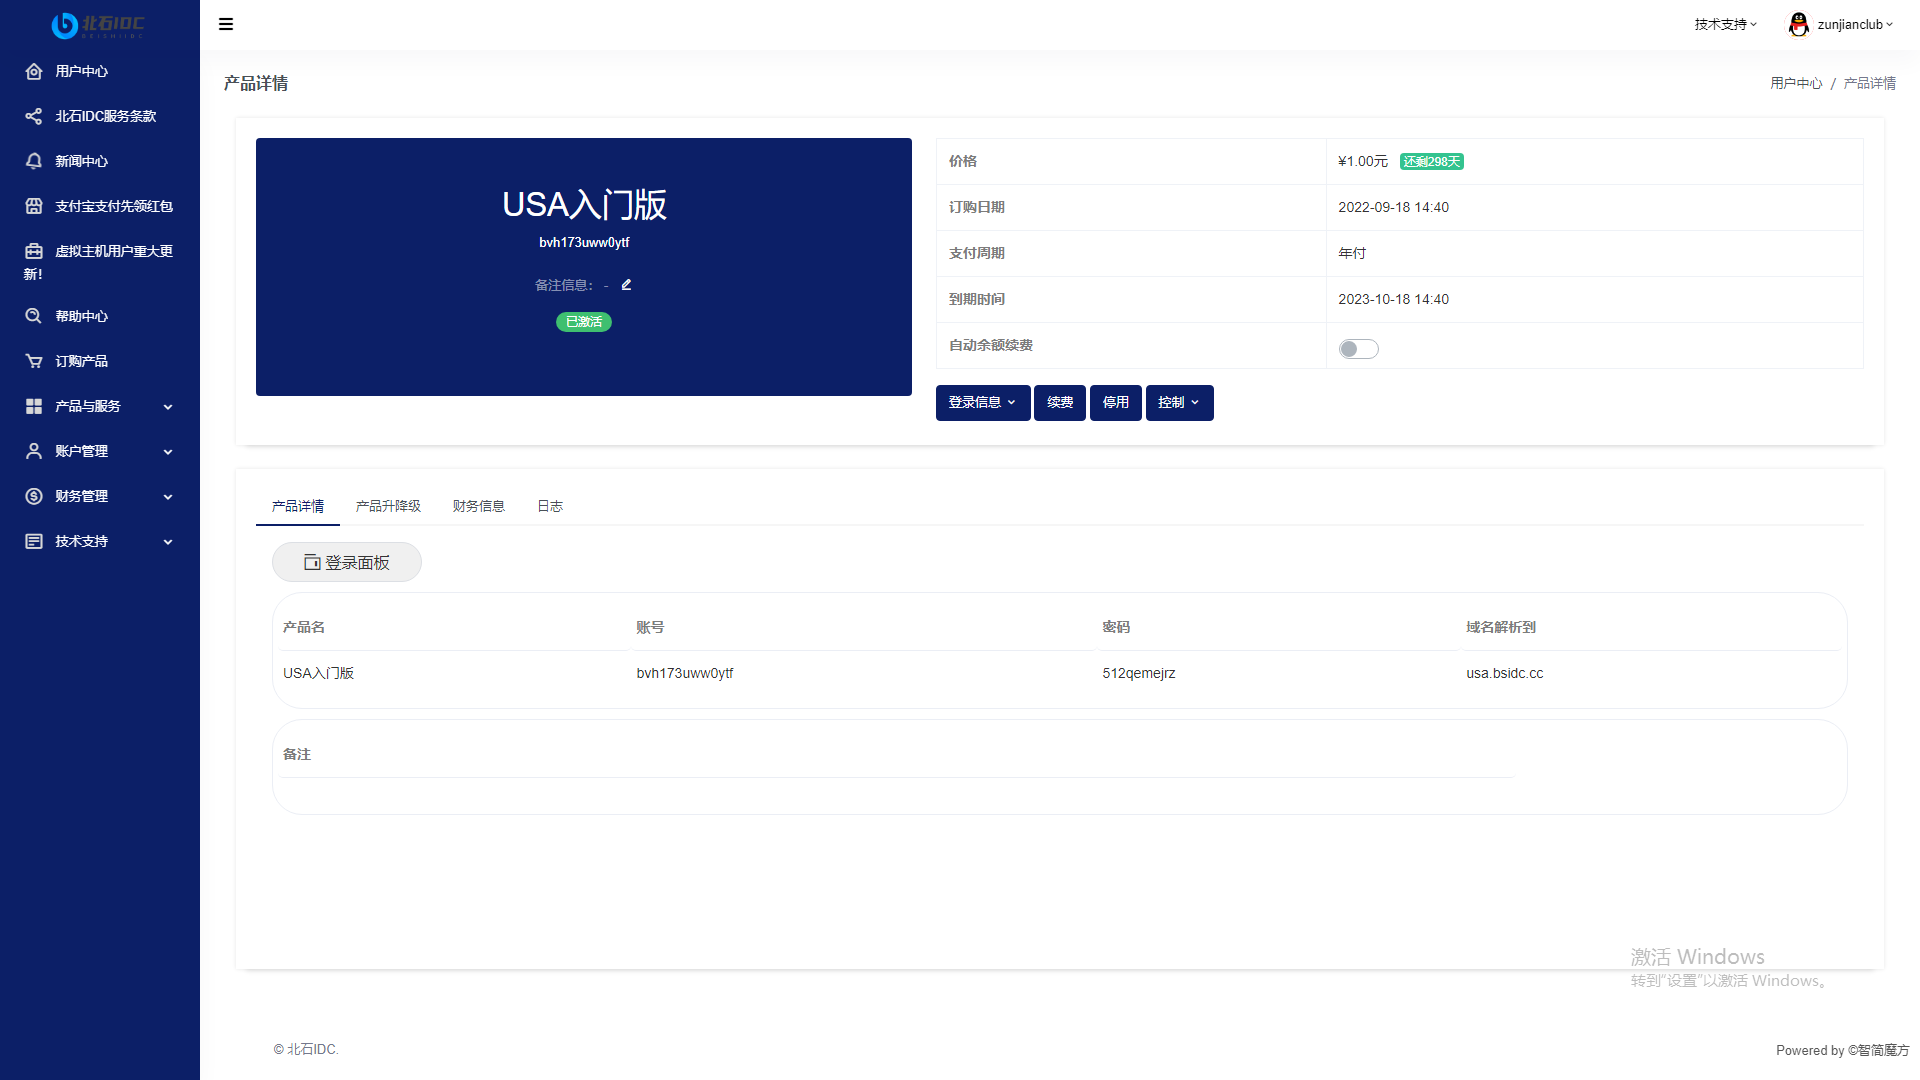 北石IDC
BEISHIIDC
技术支持
zunjianclub
用户中心
北石IDC服务条款
新闻中心
支付宝支付先领红包
虚拟主机用户重大更
新！
帮助中心
订购产品
产品与服务
账户管理
财务管理
技术支持
产品详情
用户中心 / 产品详情
USA入门版
bvh173uww0ytf
备注信息： -
已激活
价格 ¥1.00元 还剩298天
订购日期 2022-09-18 14:40
支付周期 年付
到期时间 2023-10-18 14:40
自动余额续费
登录信息 续费 停用 控制
产品详情 产品升降级 财务信息 日志
登录面板
产品名 账号 密码 域名解析到
USA入门版 bvh173uww0ytf 512qemejrz usa.bsidc.cc
备注
激活 Windows
转到"设置"以激活 Windows。
© 北石IDC.
Powered by ©智简魔方